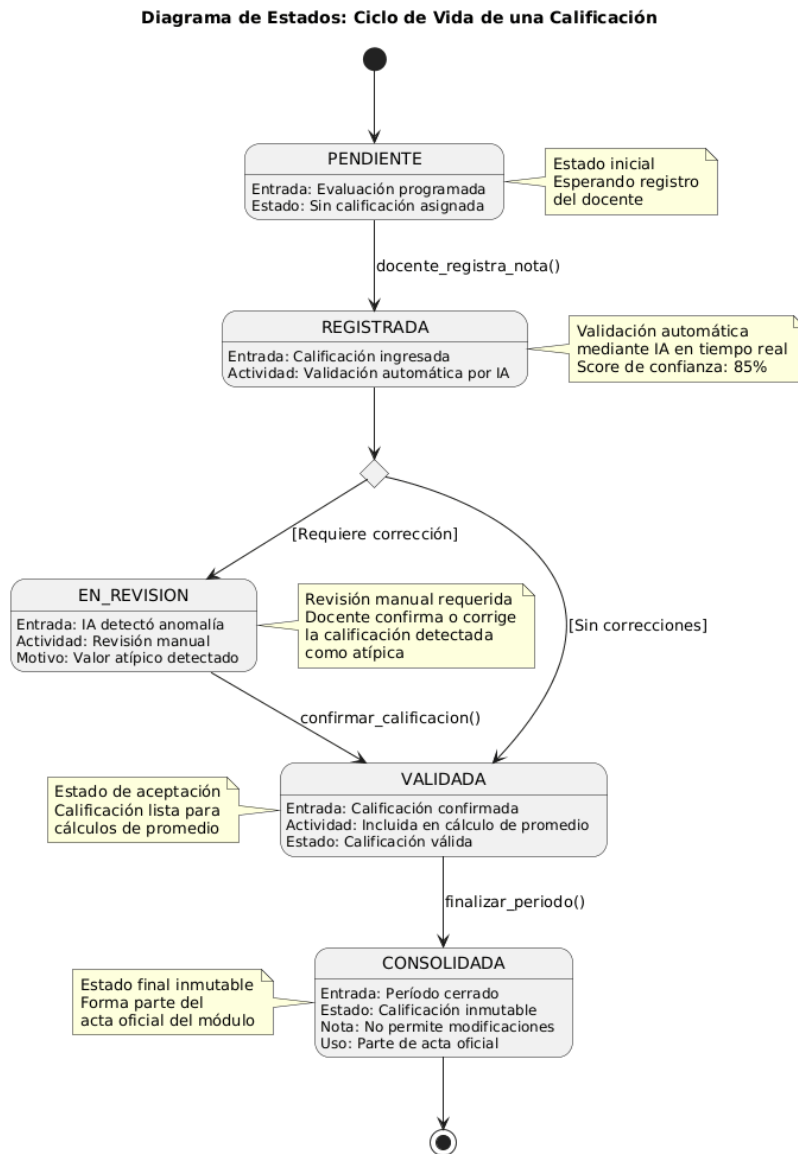 Diagrama de Estados: Ciclo de Vida de una Calificación
PENDIENTE
Entrada: Evaluación programada
Estado: Sin calificación asignada
Estado inicial
Esperando registro
del docente
docente_registra_nota()
REGISTRADA
Entrada: Calificación ingresada
Actividad: Validación automática por IA
Validación automática
mediante IA en tiempo real
Score de confianza: 85%
[Requiere corrección]
EN_REVISION
Entrada: IA detectó anomalía
Actividad: Revisión manual
Motivo: Valor atípico detectado
Revisión manual requerida
Docente confirma o corrige
la calificación detectada
como atípica
[Sin correcciones]
confirmar_calificacion()
Estado de aceptación
Calificación lista para
cálculos de promedio
VALIDADA
Entrada: Calificación confirmada
Actividad: Incluida en cálculo de promedio
Estado: Calificación válida
finalizar_periodo()
Estado final inmutable
Forma parte del
acta oficial del módulo
CONSOLIDADA
Entrada: Período cerrado
Estado: Calificación inmutable
Nota: No permite modificaciones
Uso: Parte de acta oficial